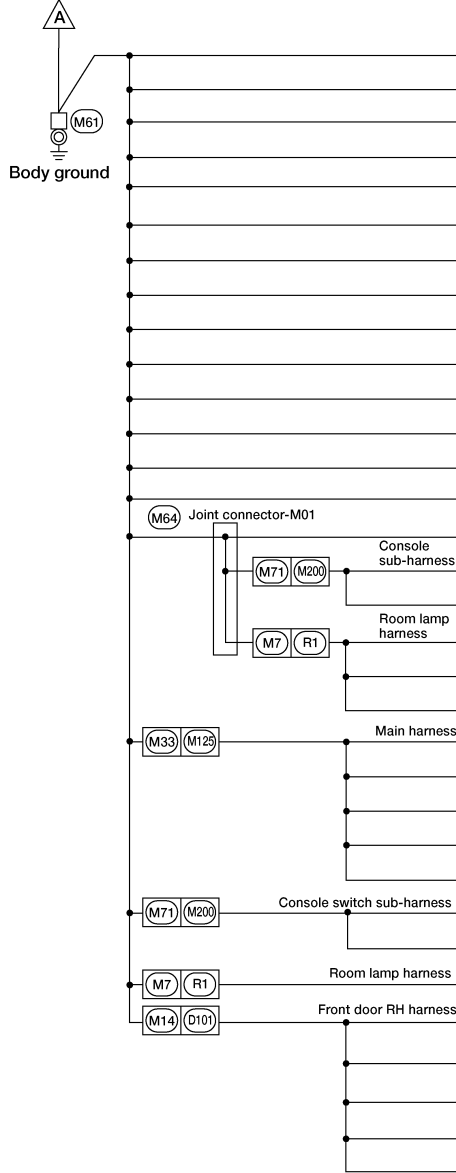 A
M61
Body ground
M64 Joint connector-M01
Console
sub-harness
M71 M200
Room lamp
harness
M7 R1
Main harness
M33 M125
Console switch sub-harness
M71 M200
Room lamp harness
M7 R1
Front door RH harness
M14 D101